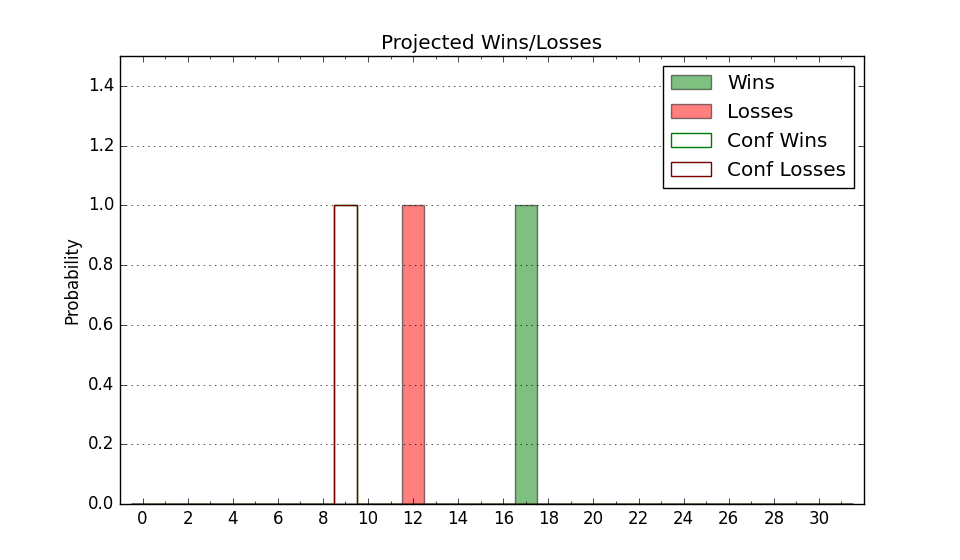 Projected Wins/Losses
1.4
1.2
1.0
0.8
0.6
0.4
0.2
0.0
Probability
Wins
Losses
Conf Wins
Conf Losses
0 2 4 6 8 10 12 14 16 18 20 22 24 26 28 30